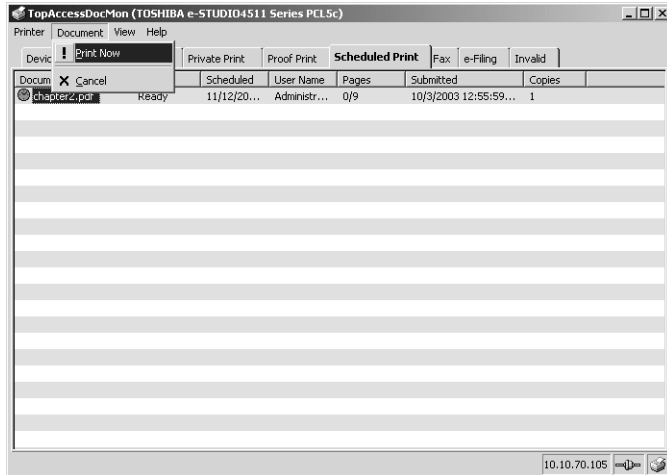 TopAccessDocMon (TOSHIBA e-STUDIO4511 Series PCL5c)
Printer Document View Help
Devic Private Print Proof Print Scheduled Print Fax e-Filing Invalid
! Print Now
X Cancel
Docum Scheduled User Name Pages Submitted Copies
chapter2.pdf Ready 11/12/20... Administr... 0/9 10/3/2003 12:55:59... 1
10.10.70.105